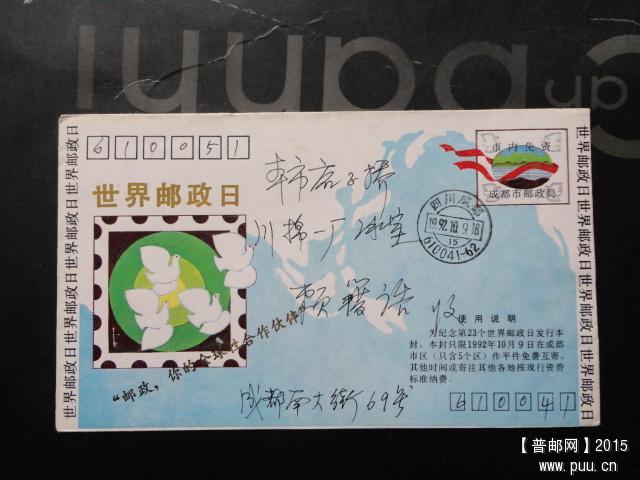 610051
世界邮政日
世界邮政日世界邮政日世界邮政日
世界邮政日世界邮政日世界邮政日
市内免资
成都市邮政局
四川成都
1992.10.9.18
15
610041-62
本市府子桥
川棉一厂
收
使用说明
为纪念第23个世界邮政日发行本
封。本封只限1992年10月9日在成都
市区（只含5个区）作平件免费互寄。
其他时间或寄往其他各地按现行资费
标准纳费。
“邮政，你的全球性合作伙伴”
成都南大街69号
610041
【普邮网】2015
www.puu.cn